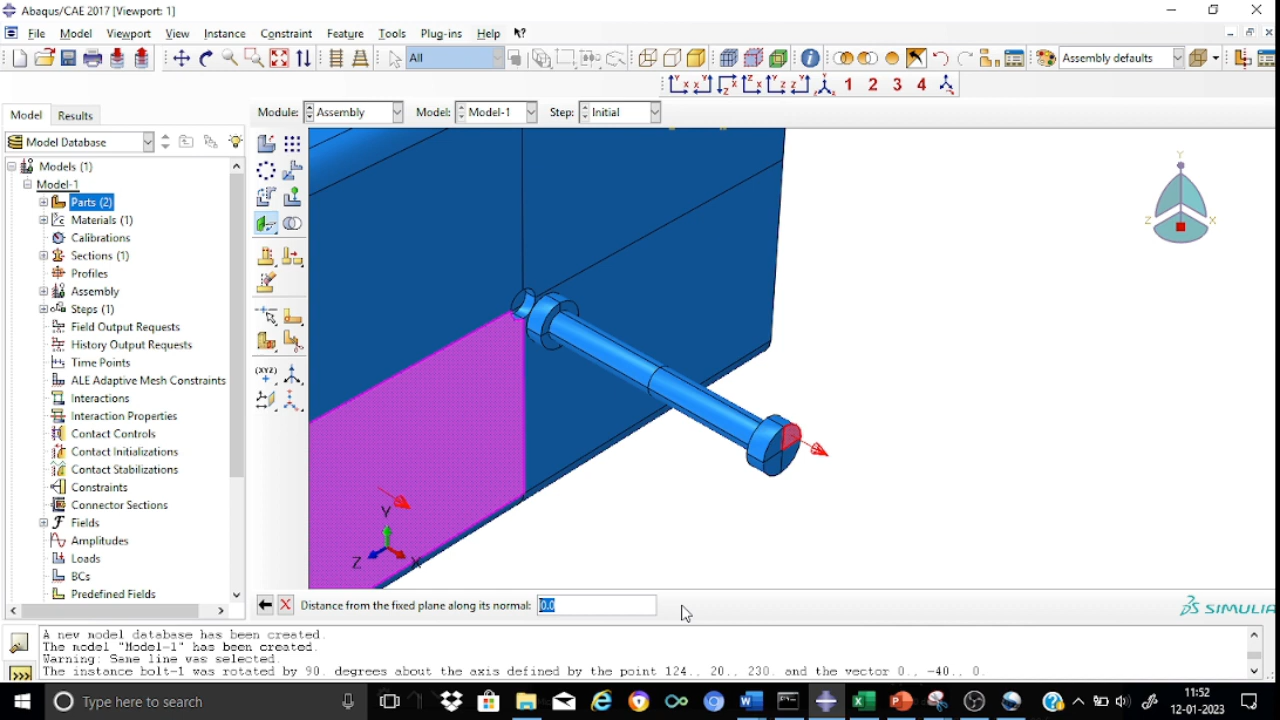 Abaqus/CAE 2017 [Viewport: 1]
File Model Viewport View Instance Constraint Feature Tools Plug-ins Help
All
Assembly defaults
1 2 3 4
Model Results
Module: Assembly Model: Model-1 Step: Initial
Model Database
Models (1)
Model-1
Parts (2)
Materials (1)
Calibrations
Sections (1)
Profiles
Assembly
Steps (1)
Field Output Requests
History Output Requests
Time Points
ALE Adaptive Mesh Constraints
Interactions
Interaction Properties
Contact Controls
Contact Initializations
Contact Stabilizations
Constraints
Connector Sections
Fields
Amplitudes
Loads
BCs
Predefined Fields
(XYZ)
Y
Z X
Y
Z X
Distance from the fixed plane along its normal: 0.0
SIMULIA
A new model database has been created.
The model "Model-1" has been created.
Warning: Same line was selected.
The instance bolt-1 was rotated by 90. degrees about the axis defined by the point 124., 20., 230. and the vector 0., -40., 0.
Type here to search
11:52
12-01-2023